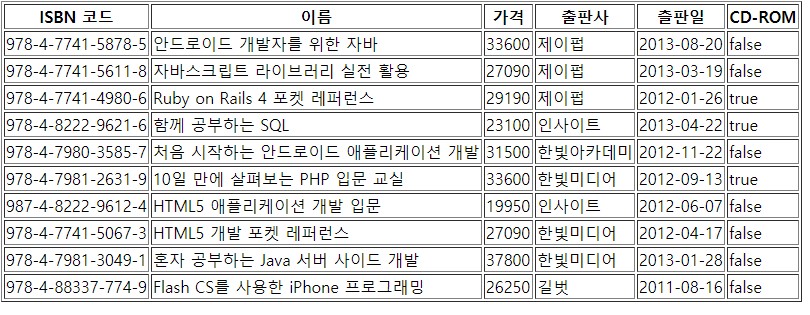 ISBN 코드 이름 가격 출판사 츨판일 CD-ROM
978-4-7741-5878-5 안드로이드 개발자를 위한 자바 33600 제이펍 2013-08-20 false
978-4-7741-5611-8 자바스크립트 라이브러리 실전 활용 27090 제이펍 2013-03-19 false
978-4-7741-4980-6 Ruby on Rails 4 포켓 레퍼런스 29190 제이펍 2012-01-26 true
978-4-8222-9621-6 함께 공부하는 SQL 23100 인사이트 2013-04-22 true
978-4-7980-3585-7 처음 시작하는 안드로이드 애플리케이션 개발 31500 한빛아카데미 2012-11-22 false
978-4-7981-2631-9 10일 만에 살펴보는 PHP 입문 교실 33600 한빛미디어 2012-09-13 true
987-4-8222-9612-4 HTML5 애플리케이션 개발 입문 19950 인사이트 2012-06-07 false
978-4-7741-5067-3 HTML5 개발 포켓 레퍼런스 27090 한빛미디어 2012-04-17 false
978-4-7981-3049-1 혼자 공부하는 Java 서버 사이드 개발 37800 한빛미디어 2013-01-28 false
978-4-88337-774-9 Flash CS를 사용한 iPhone 프로그래밍 26250 길벗 2011-08-16 false